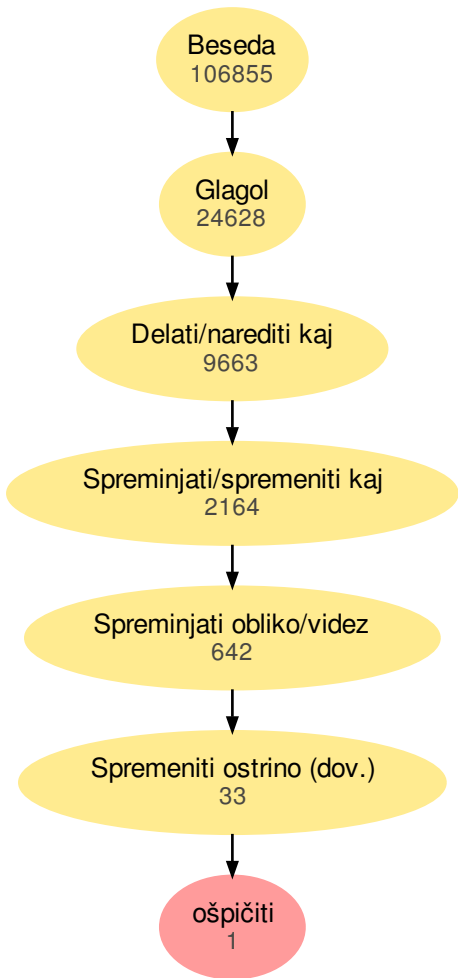 Beseda
106855
Glagol
24628
Delati/narediti kaj
9663
Spreminjati/spremeniti kaj
2164
Spreminjati obliko/videz
642
Spremeniti ostrino (dov.)
33
ošpičiti
1